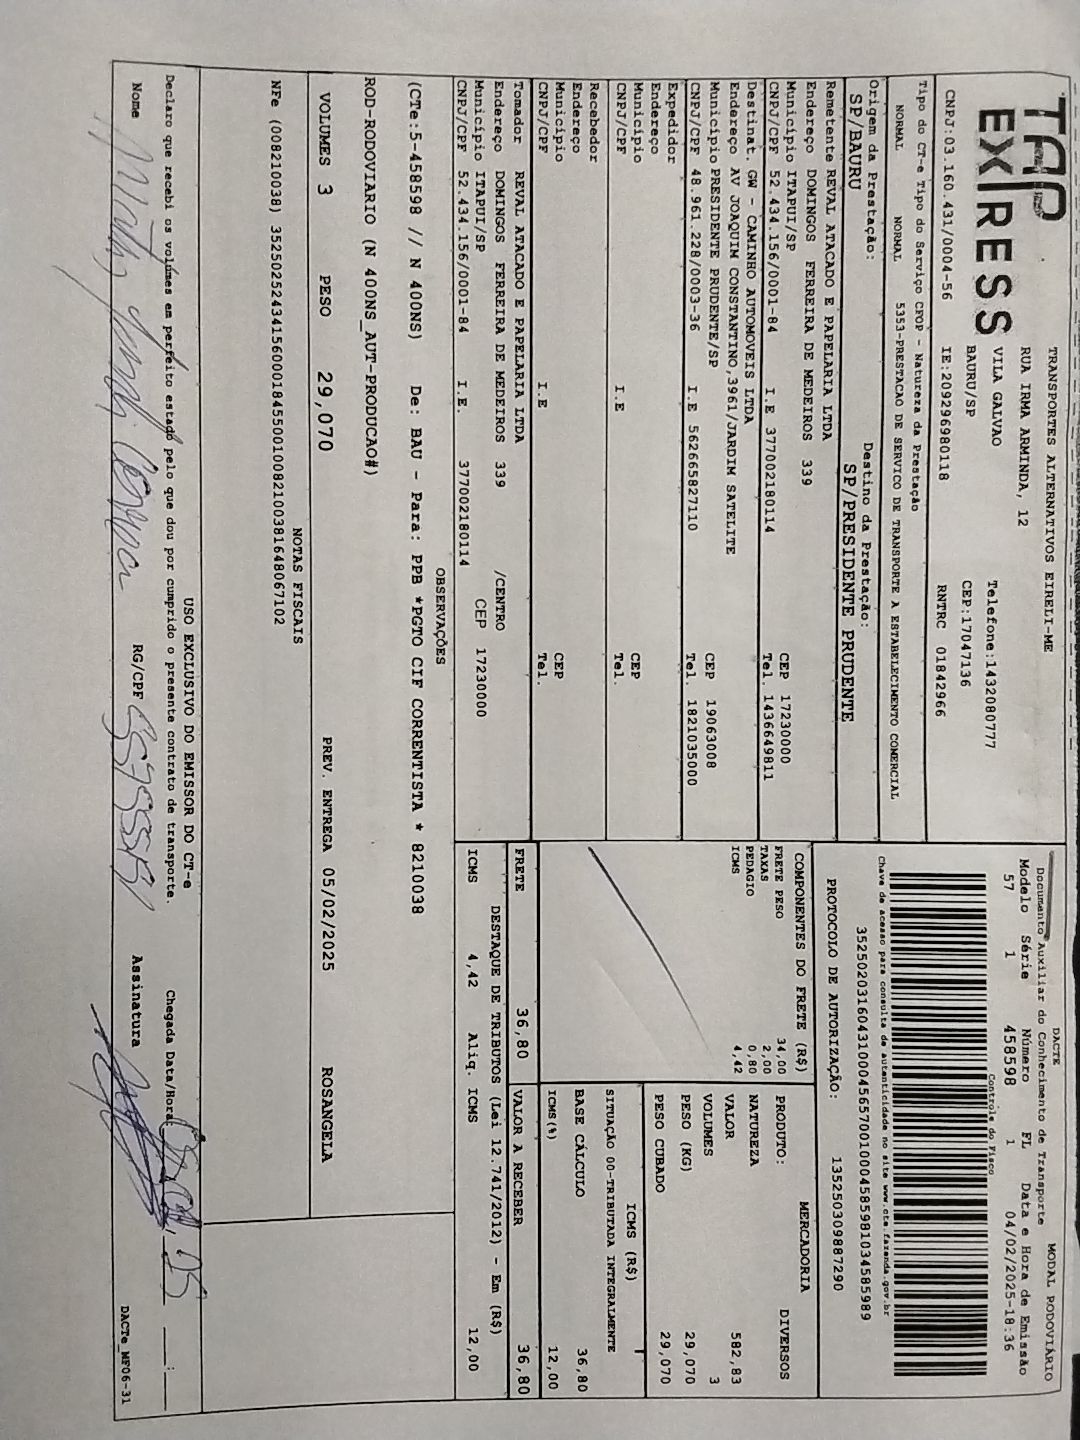 TAP EXPRESS
TRANSPORTES ALTERNATIVOS EIRELI-ME
RUA IRMA ARMINDA, 12
VILA GALVAO
BAURU/SP
Telefone:1432080777
CEP:17047136
CNPJ:03.160.431/0004-56 IE:209296980118 RNTRC 01842966
Tipo do CT-e Tipo do Serviço CFOP - Natureza da Prestação
NORMAL NORMAL 5353-PRESTACAO DE SERVICO DE TRANSPORTE A ESTABELECIMENTO COMERCIAL
Origem da Prestação: Destino da Prestação:
SP/BAURU SP/PRESIDENTE PRUDENTE
Remetente REVAL ATACADO E PAPELARIA LTDA
Endereço DOMINGOS FERREIRA DE MEDEIROS 339
Município ITAPUI/SP CEP 17230000
CNPJ/CPF 52.434.156/0001-84 I.E 377002180114 Tel. 1436649811
Destinat. GW - CAMINHO AUTOMOVEIS LTDA
Endereço AV JOAQUIM CONSTANTINO,3961/JARDIM SATELITE
Município PRESIDENTE PRUDENTE/SP CEP 19063008
CNPJ/CPF 48.961.228/0003-36 I.E 562665827110 Tel. 1821035000
Expedidor
Endereço
Município CEP
CNPJ/CPF I.E Tel.
Recebedor
Endereço
Município CEP
CNPJ/CPF I.E Tel.
Tomador REVAL ATACADO E PAPELARIA LTDA
Endereço DOMINGOS FERREIRA DE MEDEIROS 339 /CENTRO
Município ITAPUI/SP CEP 17230000
CNPJ/CPF 52.434.156/0001-84 I.E. 377002180114
DACTE
Documento Auxiliar do Conhecimento de Transporte
MODAL RODOVIÁRIO
Modelo Série Número FL Data e Hora de Emissão
57 1 458598 1 04/02/2025-18:36
Controle do Fisco
Chave de acesso para consulta de autenticidade no site www.cte.fazenda.gov.br
35250203160431000456570010004585981034585989
PROTOCOLO DE AUTORIZAÇÃO: 135250309887290
COMPONENTES DO FRETE (R$)
FRETE PESO 34,00
TAXAS 2,00
PEDAGIO 0,80
ICMS 4,42
MERCADORIA
PRODUTO: DIVERSOS
NATUREZA
VALOR 582,83
VOLUMES 3
PESO (KG) 29,070
PESO CUBADO 29,070
ICMS (R$)
SITUAÇÃO 00-TRIBUTADA INTEGRALMENTE
BASE CÁLCULO 36,80
ICMS(%) 12,00
FRETE 36,80 VALOR A RECEBER 36,80
DESTAQUE DE TRIBUTOS (Lei 12.741/2012) - Em (R$)
ICMS 4,42 Aliq. ICMS 12,00
OBSERVAÇÕES
(CTe:5-458598 // N 400NS) De: BAU - Para: PPB *PGTO CIF CORRENTISTA * 8210038
ROD-RODOVIARIO (N 400NS_AUT-PRODUCAO#)
VOLUMES 3 PESO 29,070 PREV. ENTREGA 05/02/2025 ROSANGELA
NOTAS FISCAIS
NFe (008210038) 35250252434156000184550010082100381648067102
USO EXCLUSIVO DO EMISSOR DO CT-e
Declaro que recebi os volúmes em perfeito estado pelo que dou por cumprido o presente contrato de transporte. Chegada Data/Hora:
Nome RG/CPF Assinatura
DACTe_MF06-31